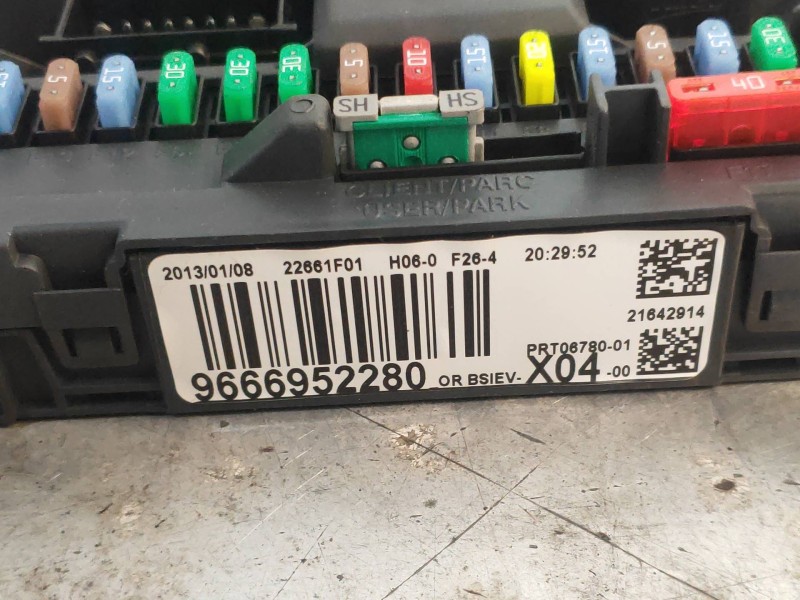 15 5 15 30 30 30 5 10 15 20 15 5 15 30
SH HS 40
CLIENT/PARC
USER/PARK
2013/01/08 22661F01 H06-0 F26-4 20:29:52
21642914
PRT06780-01
9666952280 OR BSIEV- X04 -00